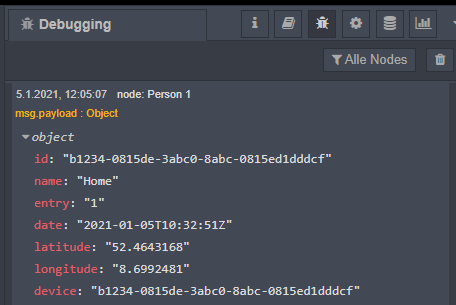 Debugging
Alle Nodes
5.1.2021, 12:05:07 node: Person 1
msg.payload : Object
object
id: "b1234-0815de-3abc0-8abc-0815ed1dddcf"
name: "Home"
entry: "1"
date: "2021-01-05T10:32:51Z"
latitude: "52.4643168"
longitude: "8.6992481"
device: "b1234-0815de-3abc0-8abc-0815ed1dddcf"